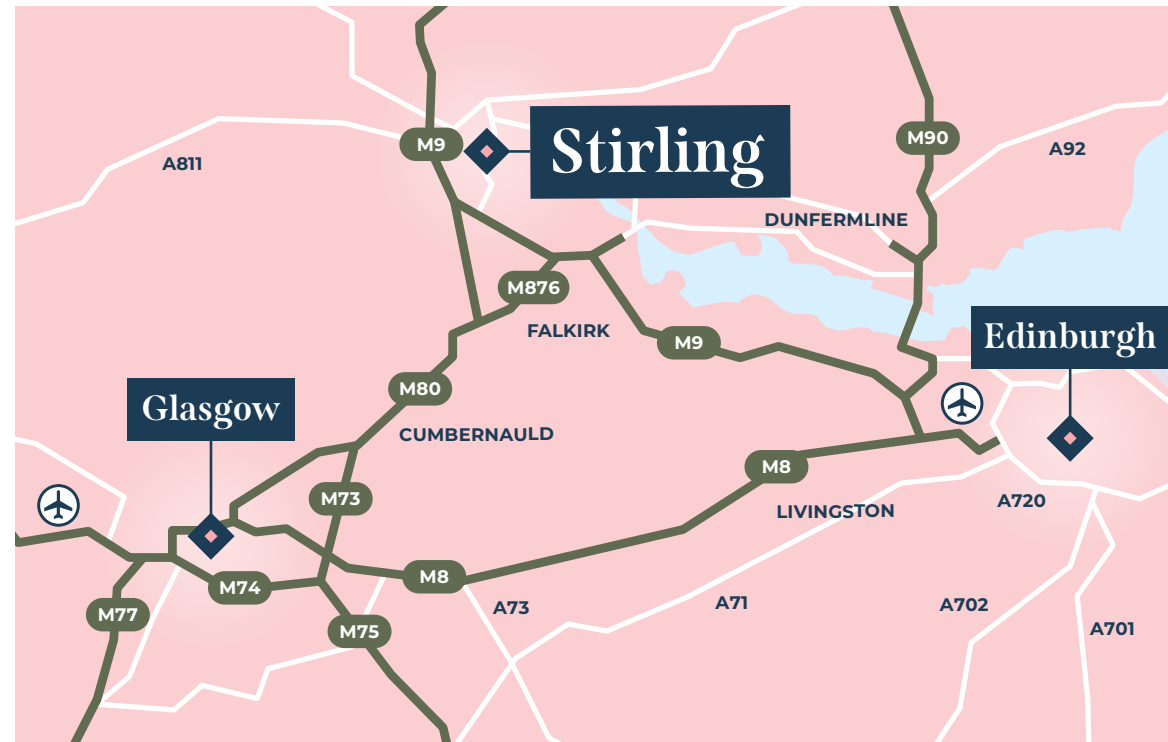 M9
Stirling
M90
A92
A811
DUNFERMLINE
M876
FALKIRK
M9
Edinburgh
M80
Glasgow
CUMBERNAULD
M8
M73
A720
LIVINGSTON
M8
M74
A73
A71
A702
M77
M75
A701